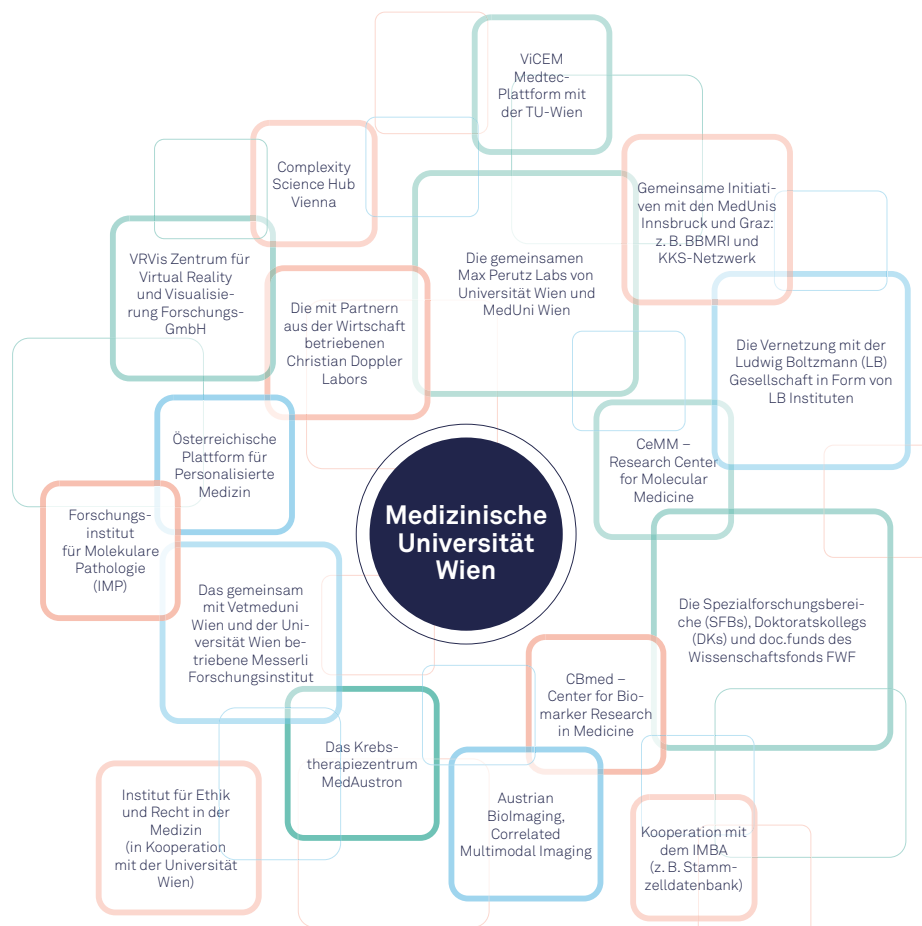 ViCEM
Medtec-
Plattform mit
der TU-Wien
Complexity
Science Hub
Vienna
Gemeinsame Initiati-
ven mit den MedUnis
Innsbruck und Graz:
z. B. BBMRI und
KKS-Netzwerk
VRVis Zentrum für
Virtual Reality
und Visualisie-
rung Forschungs-
GmbH
Die gemeinsamen
Max Perutz Labs von
Universität Wien und
MedUni Wien
Die mit Partnern
aus der Wirtschaft
betriebenen
Christian Doppler
Labors
Die Vernetzung mit der
Ludwig Boltzmann (LB)
Gesellschaft in Form von
LB Instituten
Österreichische
Plattform für
Personalisierte
Medizin
CeMM –
Research Center
for Molecular
Medicine
Medizinische
Universität
Wien
Forschungs-
institut
für Molekulare
Pathologie
(IMP)
Das gemeinsam
mit Vetmeduni
Wien und der Uni-
versität Wien be-
triebene Messerli
Forschungsinstitut
Die Spezialforschungsberei-
che (SFBs), Doktoratskollegs
(DKs) und doc.funds des
Wissenschaftsfonds FWF
CBmed –
Center for Bio-
marker Research
in Medicine
Das Krebs-
therapiezentrum
MedAustron
Institut für Ethik
und Recht in der
Medizin
(in Kooperation
mit der Universität
Wien)
Austrian
BioImaging,
Correlated
Multimodal Imaging
Kooperation mit
dem IMBA
(z. B. Stamm-
zelldatenbank)